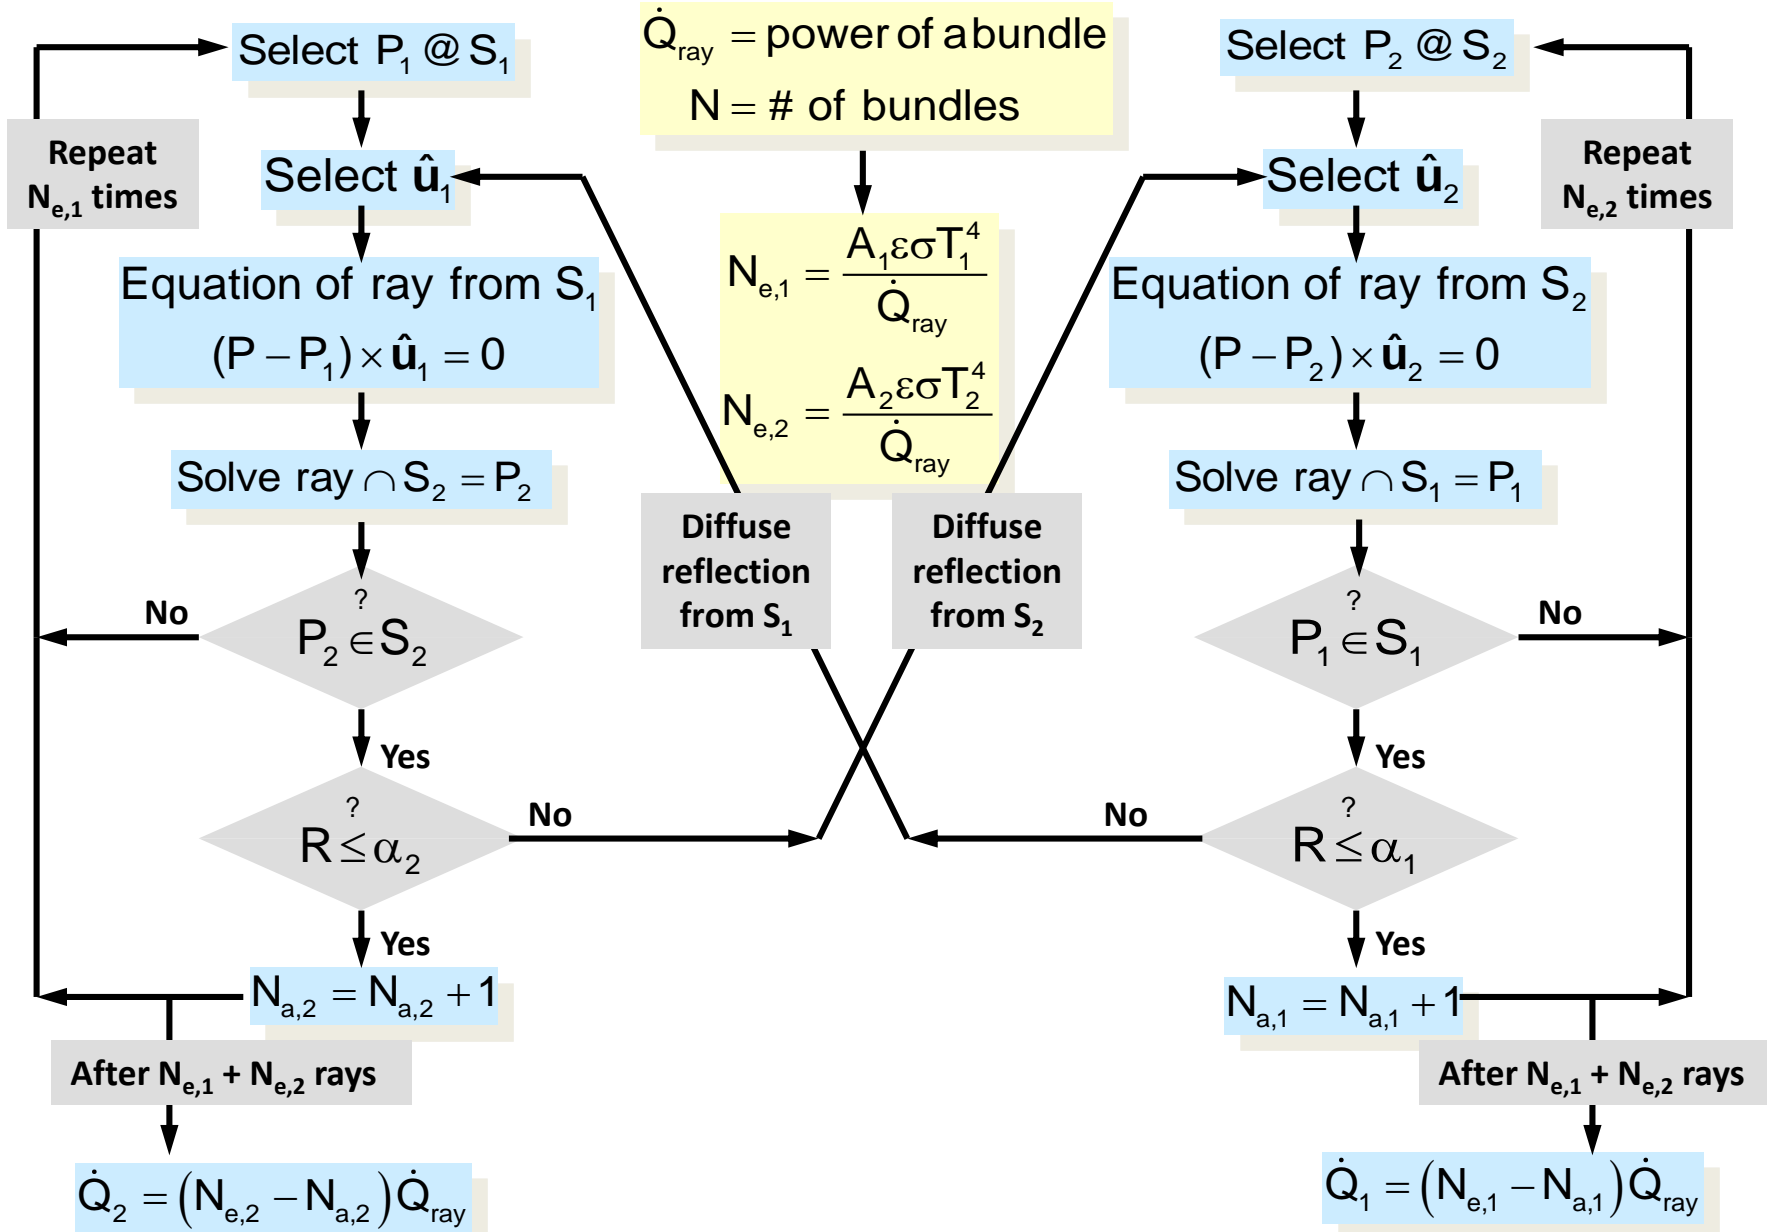 Select P₁ @ S₁
Repeat
Nₑ,₁ times
Select û₁
Equation of ray from S₁
(P – P₁) × û₁ = 0
Solve ray ∩ S₂ = P₂
?
P₂ ∈ S₂
No
Yes
?
R ≤ α₂
No
Yes
Nₐ,₂ = Nₐ,₂ + 1
After Nₑ,₁ + Nₑ,₂ rays
Q̇₂ = (Nₑ,₂ – Nₐ,₂) Q̇ray
Q̇ray = power of abundle
N = # of bundles
Nₑ,₁ = A₁εσT₁⁴ / Q̇ray
Nₑ,₂ = A₂εσT₂⁴ / Q̇ray
Diffuse
reflection
from S₁
Diffuse
reflection
from S₂
Select P₂ @ S₂
Repeat
Nₑ,₂ times
Select û₂
Equation of ray from S₂
(P – P₂) × û₂ = 0
Solve ray ∩ S₁ = P₁
?
P₁ ∈ S₁
No
Yes
?
R ≤ α₁
No
Yes
Nₐ,₁ = Nₐ,₁ + 1
After Nₑ,₁ + Nₑ,₂ rays
Q̇₁ = (Nₑ,₁ – Nₐ,₁) Q̇ray